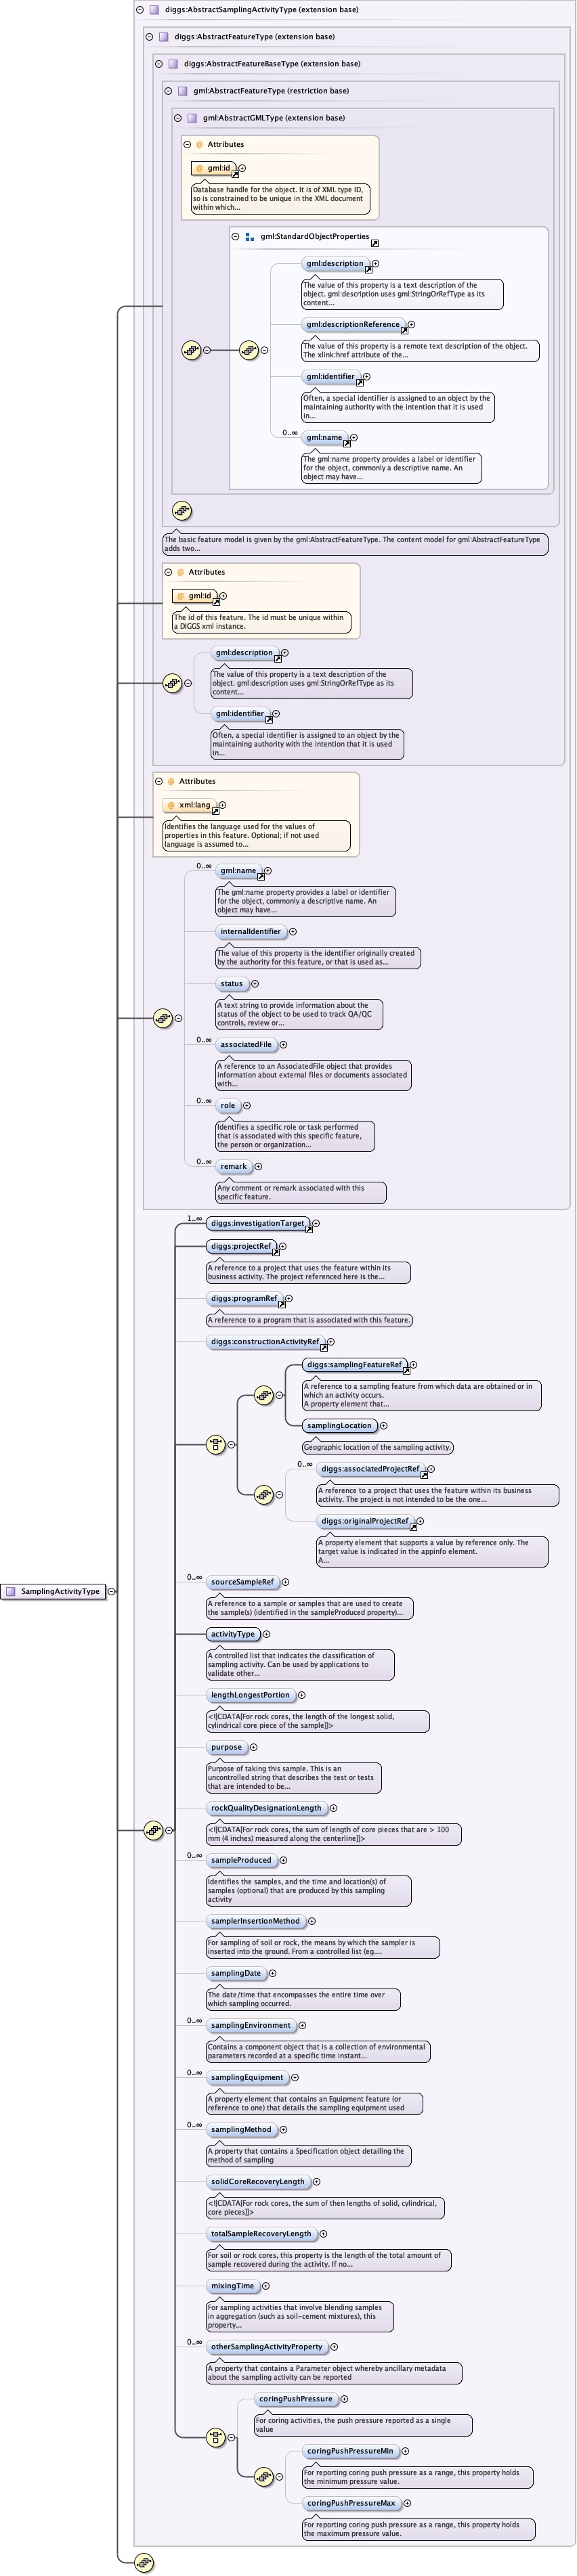 diggs:AbstractSamplingActivityType (extension base)
diggs:AbstractFeatureType (extension base)
diggs:AbstractFeatureBaseType (extension base)
gml:AbstractFeatureType (restriction base)
gml:AbstractGMLType (extension base)
@ Attributes
@ gml:id
Database handle for the object. It is of XML type ID,
so is constrained to be unique in the XML document
within which...
gml:StandardObjectProperties
gml:description
The value of this property is a text description of the
object. gml:description uses gml:StringOrRefType as its
content...
gml:descriptionReference
The value of this property is a remote text description of the object.
The xlink:href attribute of the...
gml:identifier
Often, a special identifier is assigned to an object by the
maintaining authority with the intention that it is used
in...
0..∞
gml:name
The gml:name property provides a label or identifier
for the object, commonly a descriptive name. An
object may have...
The basic feature model is given by the gml:AbstractFeatureType. The content model for gml:AbstractFeatureType
adds two...
@ Attributes
@ gml:id
The id of this feature. The id must be unique within
a DIGGS xml instance.
gml:description
The value of this property is a text description of the
object. gml:description uses gml:StringOrRefType as its
content...
gml:identifier
Often, a special identifier is assigned to an object by the
maintaining authority with the intention that it is used
in...
@ Attributes
@ xml:lang
Identifies the language used for the values of
properties in this feature. Optional; if not used
language is assumed to...
0..∞
gml:name
The gml:name property provides a label or identifier
for the object, commonly a descriptive name. An
object may have...
internalIdentifier
The value of this property is the identifier originally created
by the authority for this feature, or that is used as...
status
A text string to provide information about the
status of the object to be used to track QA/QC
controls, review or...
0..∞
associatedFile
A reference to an AssociatedFile object that provides
information about external files or documents associated
with...
0..∞
role
Identifies a specific role or task performed
that is associated with this specific feature,
the person or organization...
0..∞
remark
Any comment or remark associated with this
specific feature.
1..∞
diggs:investigationTarget
diggs:projectRef
A reference to a project that uses the feature within its
business activity. The project referenced here is the...
diggs:programRef
A reference to a program that is associated with this feature.
diggs:constructionActivityRef
diggs:samplingFeatureRef
A reference to a sampling feature from which data are obtained or in
which an activity occurs.
A property element that...
samplingLocation
Geographic location of the sampling activity.
0..∞
diggs:associatedProjectRef
A reference to a project that uses the feature within its business
activity. The project is not intended to be the one...
diggs:originalProjectRef
A property element that supports a value by reference only. The
target value is indicated in the appinfo element.
A...
0..∞
sourceSampleRef
A reference to a sample or samples that are used to create
the sample(s) (identified in the sampleProduced property)...
SamplingActivityType
activityType
A controlled list that indicates the classification of
sampling activity. Can be used by applications to
validate other...
lengthLongestPortion
<![CDATA[For rock cores, the length of the longest solid,
cylindrical core piece of the sample]]>
purpose
Purpose of taking this sample. This is an
uncontrolled string that describes the test or tests
that are intended to be...
rockQualityDesignationLength
<![CDATA[For rock cores, the sum of length of core pieces that are > 100
mm (4 inches) measured along the centerline]]>
0..∞
sampleProduced
Identifies the samples, and the time and location(s) of
samples (optional) that are produced by this sampling
activity
samplerInsertionMethod
For sampling of soil or rock, the means by which the sampler is
inserted into the ground. From a controlled list (eg....
samplingDate
The date/time that encompasses the entire time over
which sampling occurred.
0..∞
samplingEnvironment
Contains a component object that is a collection of environmental
parameters recorded at a specific time instant...
0..∞
samplingEquipment
A property element that contains an Equipment feature (or
reference to one) that details the sampling equipment used
0..∞
samplingMethod
A property that contains a Specification object detailing the
method of sampling
solidCoreRecoveryLength
<![CDATA[For rock cores, the sum of then lengths of solid, cylindrical,
core pieces]]>
totalSampleRecoveryLength
For soil or rock cores, this property is the length of the total amount of
sample recovered during the activity. If no...
mixingTime
For sampling activities that involve blending samples
in aggregation (such as soil-cement mixtures), this
property...
0..∞
otherSamplingActivityProperty
A property that contains a Parameter object whereby ancillary metadata
about the sampling activity can be reported
coringPushPressure
For coring activities, the push pressure reported as a single
value
coringPushPressureMin
For reporting coring push pressure as a range, this property holds
the minimum pressure value.
coringPushPressureMax
For reporting coring push pressure as a range, this property holds
the maximum pressure value.